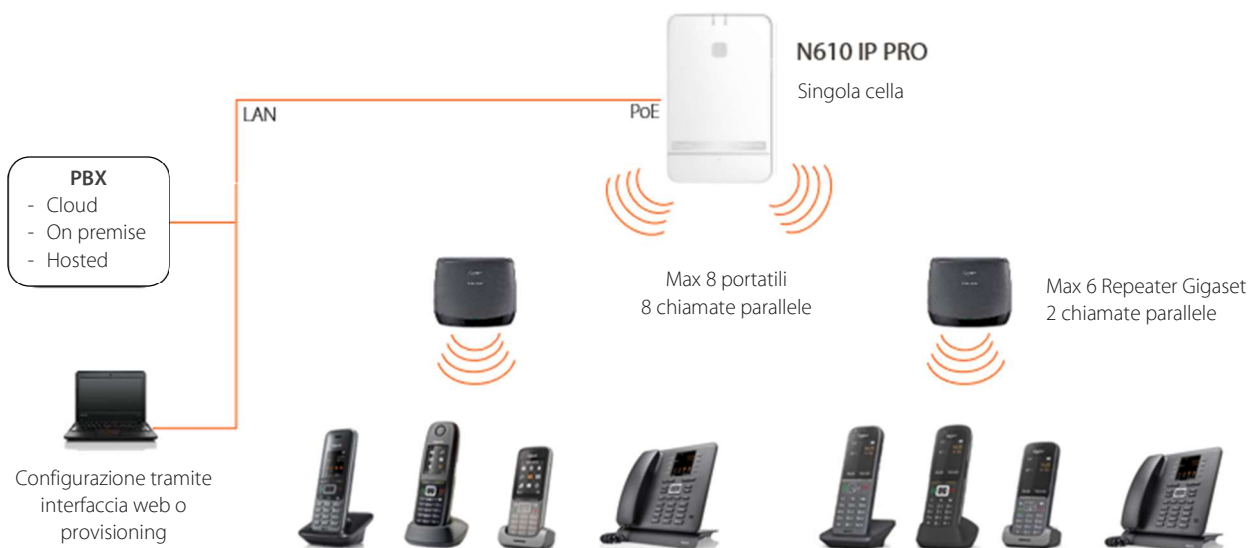 N610 IP PRO
Singola cella
LAN
PoE
PBX
- Cloud
- On premise
- Hosted
Max 8 portatili
8 chiamate parallele
Max 6 Repeater Gigaset
2 chiamate parallele
Configurazione tramite
interfaccia web o
provisioning